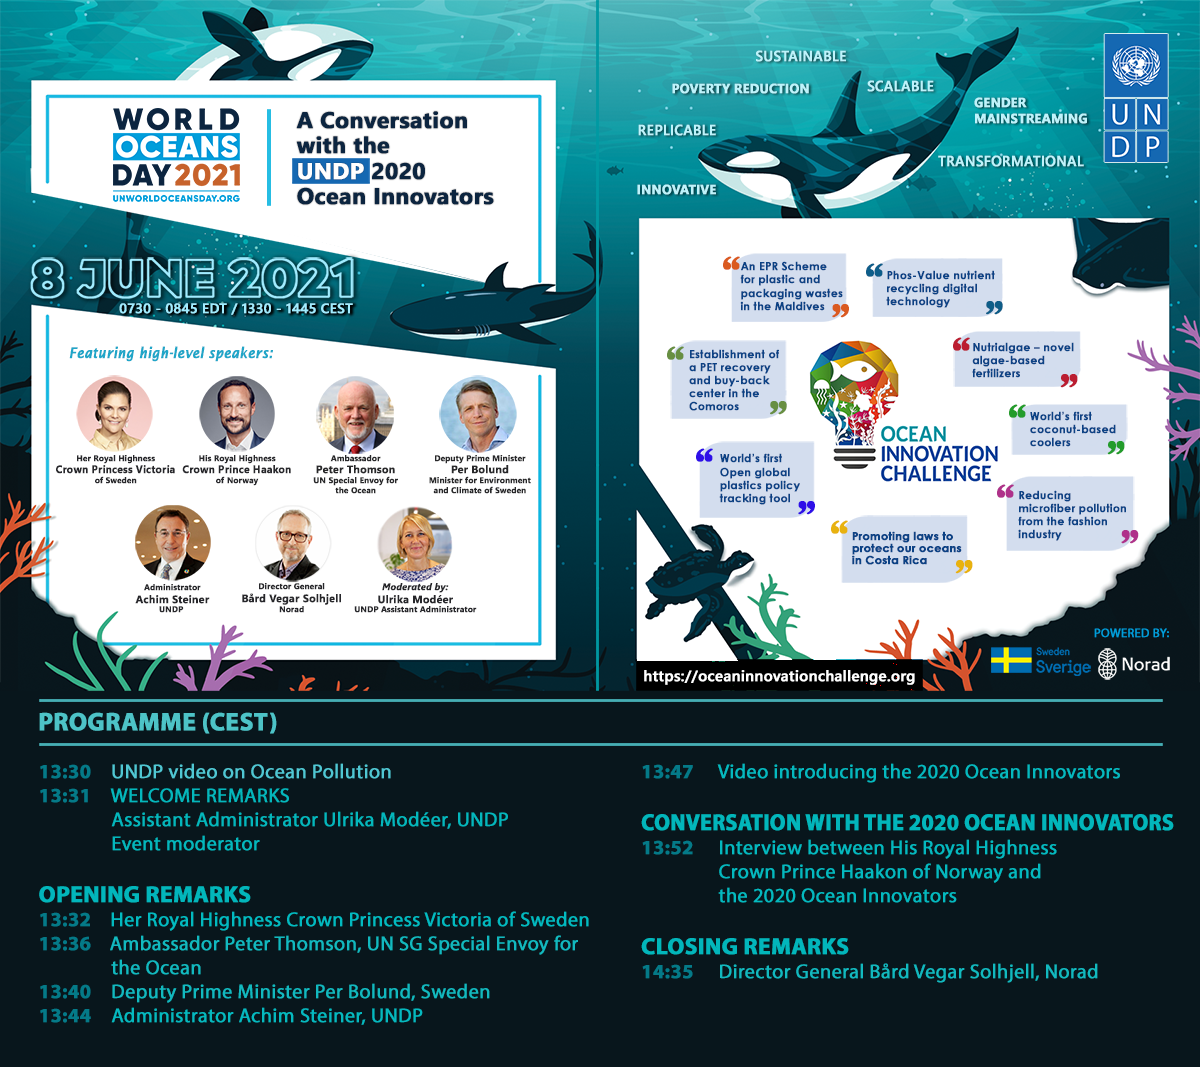 WORLD
OCEANS
DAY 2021
UNWORLDOCEANSDAY.ORG
A Conversation
with the
UNDP 2020
Ocean Innovators
8 JUNE 2021
0730 - 0845 EDT / 1330 - 1445 CEST
Featuring high-level speakers:
Her Royal Highness
Crown Princess Victoria
of Sweden
His Royal Highness
Crown Prince Haakon
of Norway
Ambassador
Peter Thomson
UN Special Envoy for
the Ocean
Deputy Prime Minister
Per Bolund
Minister for Environment
and Climate of Sweden
Administrator
Achim Steiner
UNDP
Director General
Bård Vegar Solhjell
Norad
Moderated by:
Ulrika Modéer
UNDP Assistant Administrator
SUSTAINABLE
POVERTY REDUCTION
SCALABLE
GENDER
MAINSTREAMING
REPLICABLE
TRANSFORMATIONAL
INNOVATIVE
U N
D P
“An EPR Scheme
for plastic and
packaging wastes
in the Maldives”
“Phos-Value nutrient
recycling digital
technology”
“Establishment of
a PET recovery
and buy-back
center in the
Comoros”
“Nutrialgae – novel
algae-based
fertilizers”
“World's first
coconut-based
coolers”
OCEAN
INNOVATION
CHALLENGE
“World's first
Open global
plastics policy
tracking tool”
“Reducing
microfiber pollution
from the fashion
industry”
“Promoting laws to
protect our oceans
in Costa Rica”
POWERED BY:
Sweden
Sverige
Norad
https://oceaninnovationchallenge.org
PROGRAMME (CEST)
13:30 UNDP video on Ocean Pollution
13:31 WELCOME REMARKS
Assistant Administrator Ulrika Modéer, UNDP
Event moderator
OPENING REMARKS
13:32 Her Royal Highness Crown Princess Victoria of Sweden
13:36 Ambassador Peter Thomson, UN SG Special Envoy for
the Ocean
13:40 Deputy Prime Minister Per Bolund, Sweden
13:44 Administrator Achim Steiner, UNDP
13:47 Video introducing the 2020 Ocean Innovators
CONVERSATION WITH THE 2020 OCEAN INNOVATORS
13:52 Interview between His Royal Highness
Crown Prince Haakon of Norway and
the 2020 Ocean Innovators
CLOSING REMARKS
14:35 Director General Bård Vegar Solhjell, Norad